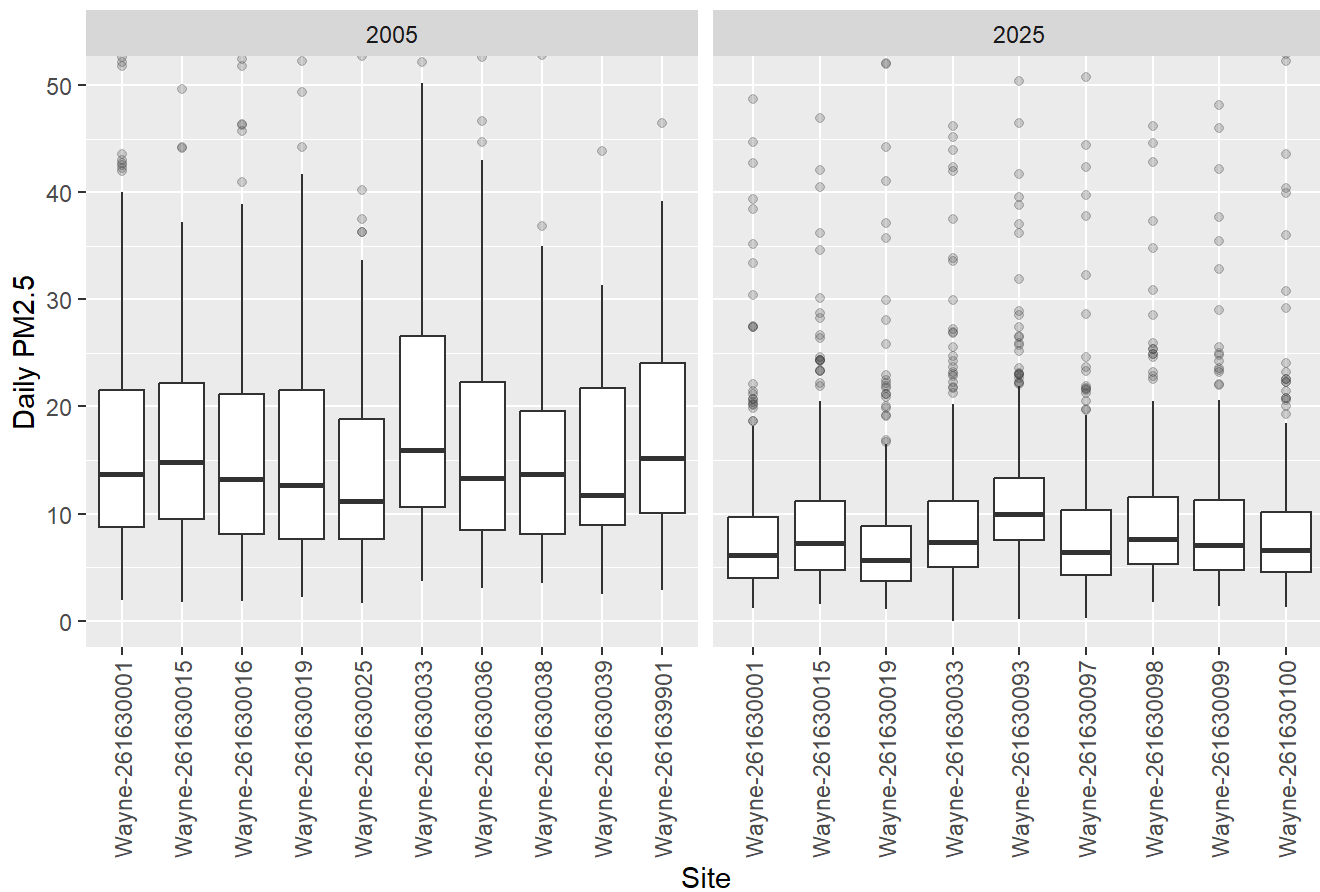 2005
2025
Daily PM2.5
50
40
30
20
10
0
Wayne-261630001
Wayne-261630015
Wayne-261630016
Wayne-261630019
Wayne-261630025
Wayne-261630033
Wayne-261630036
Wayne-261630038
Wayne-261630039
Wayne-261639901
Wayne-261630001
Wayne-261630015
Wayne-261630019
Wayne-261630033
Wayne-261630093
Wayne-261630097
Wayne-261630098
Wayne-261630099
Wayne-261630100
Site